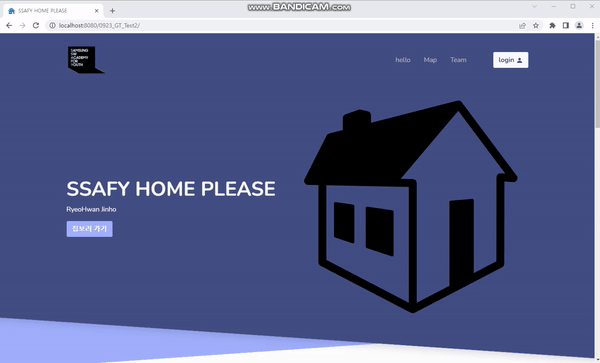 www.BANDICAM.com
SSAFY HOME PLEASE
localhost:8080/0923_GT_Test2/
SAMSUNG
SW
ACADEMY
FOR
YOUTH
hello
Map
Team
login
SSAFY HOME PLEASE
RyeoHwan Jinho
집보러 가기